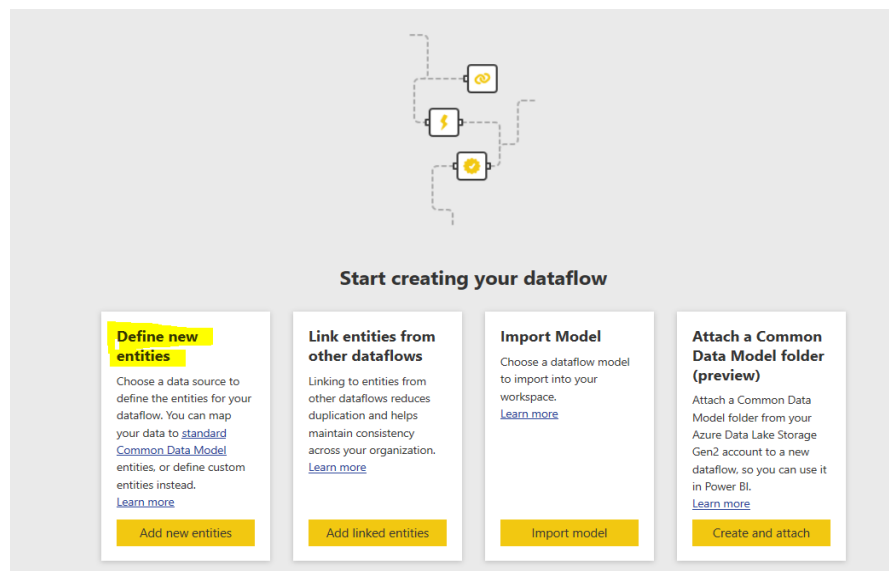 Start creating your dataflow
Define new
entities
Choose a data source to
define the entities for your
dataflow. You can map
your data to standard
Common Data Model
entities, or define custom
entities instead.
Learn more
Add new entities
Link entities from
other dataflows
Linking to entities from
other dataflows reduces
duplication and helps
maintain consistency
across your organization.
Learn more
Add linked entities
Import Model
Choose a dataflow model
to import into your
workspace.
Learn more
Import model
Attach a Common
Data Model folder
(preview)
Attach a Common Data
Model folder from your
Azure Data Lake Storage
Gen2 account to a new
dataflow, so you can use it
in Power BI.
Learn more
Create and attach